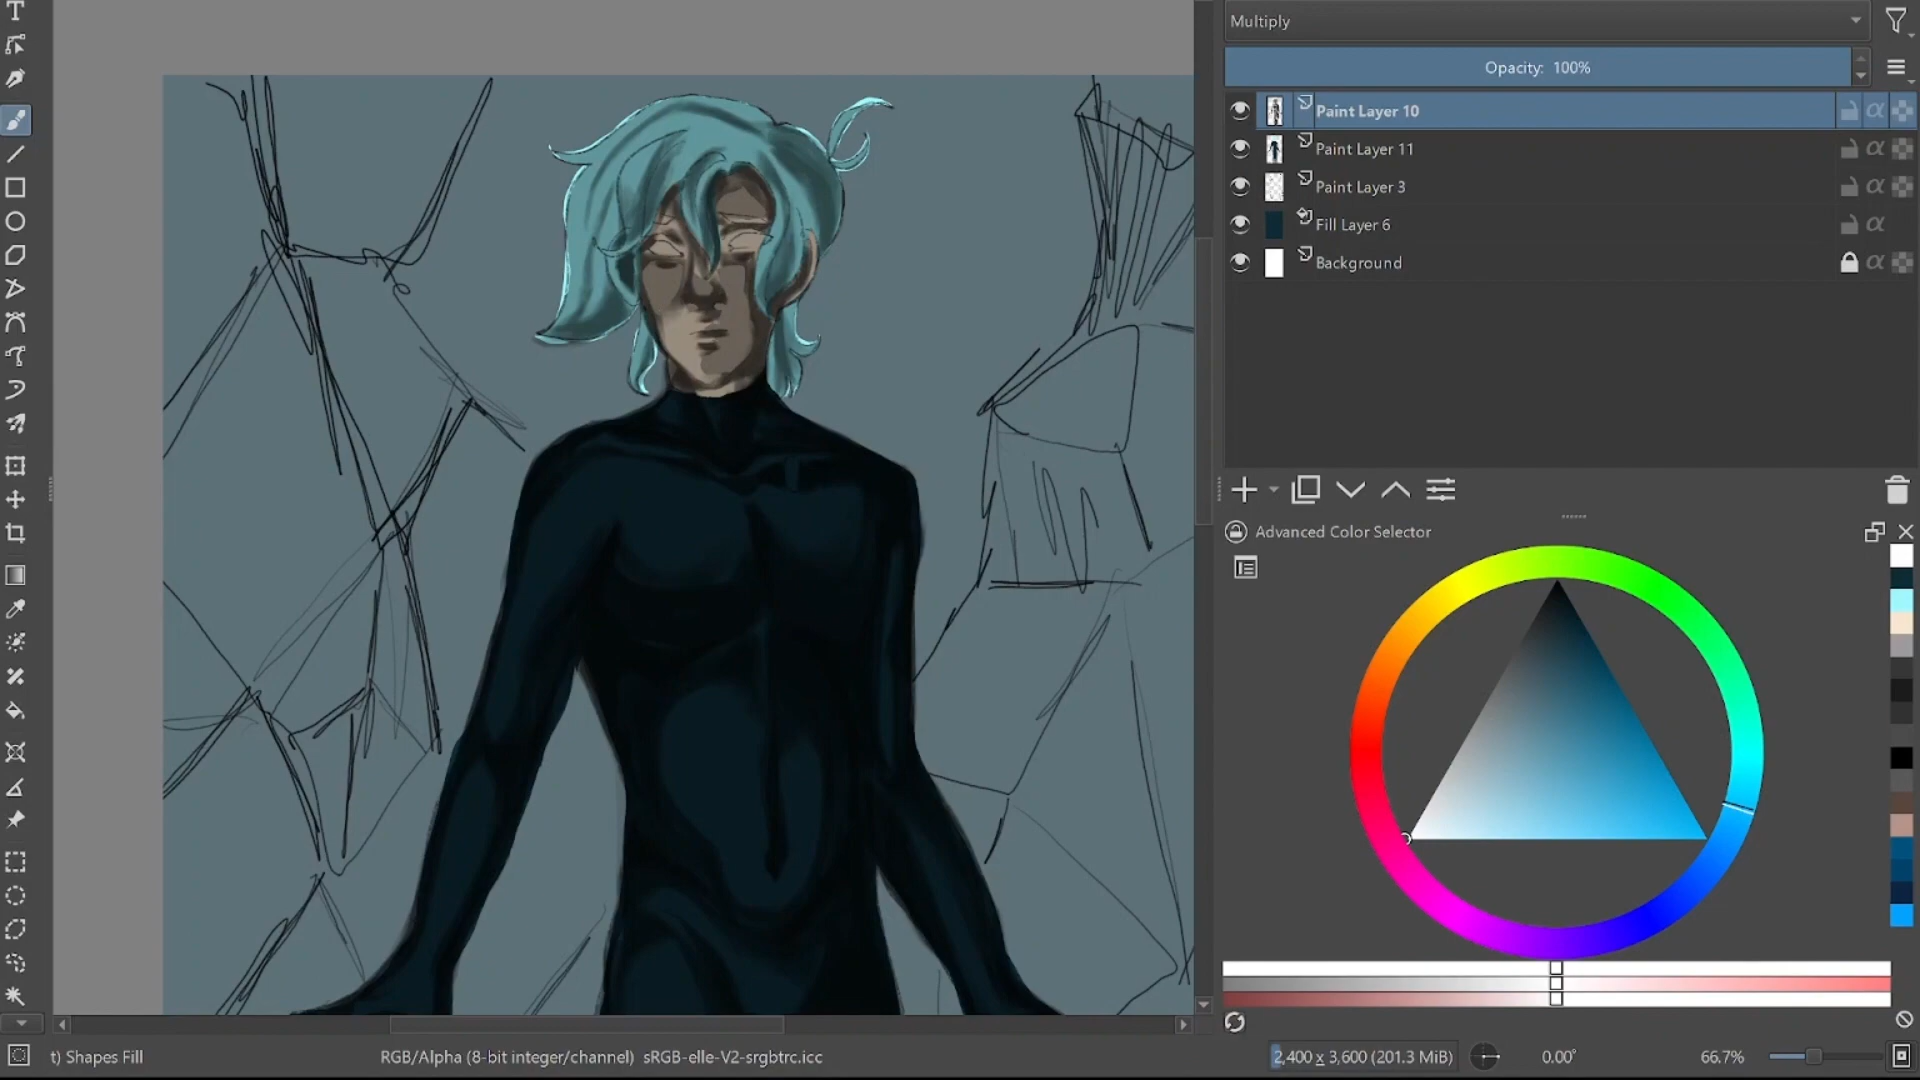 Multiply
Opacity: 100%
Paint Layer 10
Paint Layer 11
Paint Layer 3
Fill Layer 6
Background
Advanced Color Selector
t) Shapes Fill
RGB/Alpha (8-bit integer/channel) sRGB-elle-V2-srgbtrc.icc
2,400 x 3,600 (201.3 MiB)
0.00°
66.7%